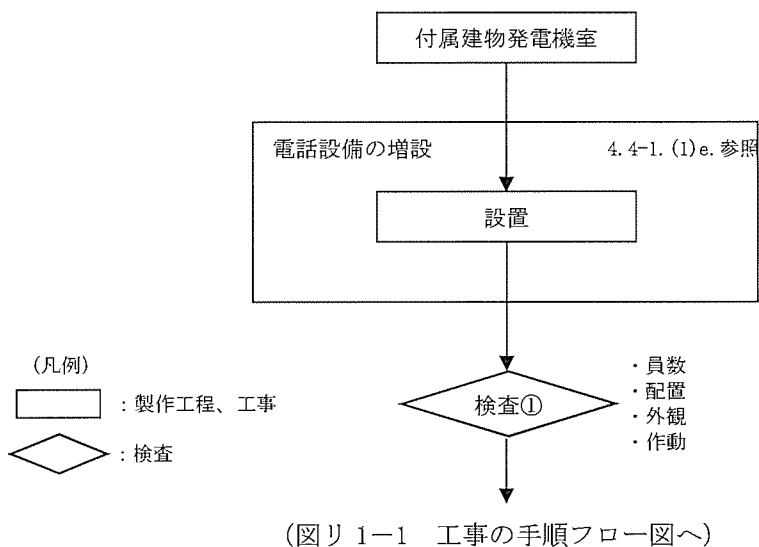 付属建物発電機室
電話設備の増設
4.4-1.(1)e.参照
設置
(凡例)
:製作工程、工事
:検査
検査①
・員数
・配置
・外観
・作動
(図リ 1-1 工事の手順フロー図へ)